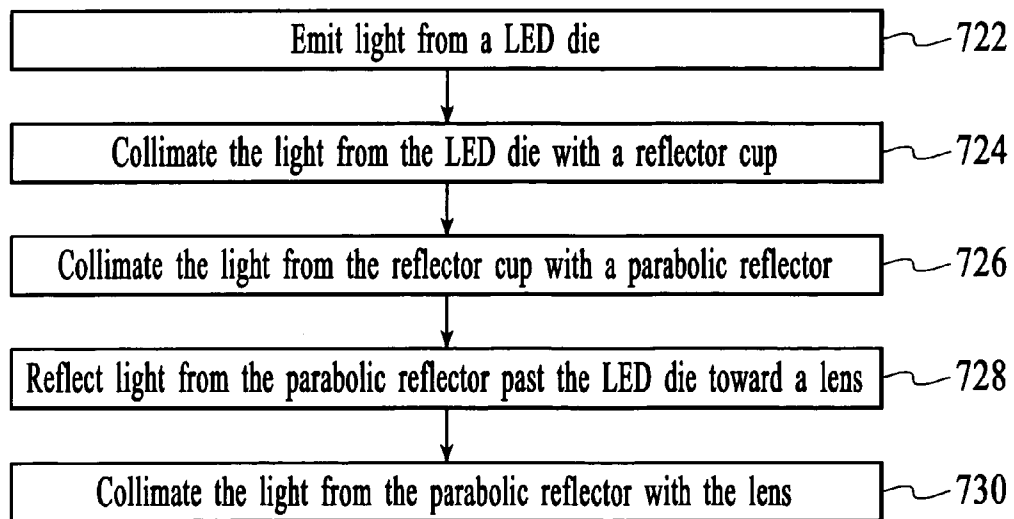 Emit light from a LED die 722
Collimate the light from the LED die with a reflector cup 724
Collimate the light from the reflector cup with a parabolic reflector 726
Reflect light from the parabolic reflector past the LED die toward a lens 728
Collimate the light from the parabolic reflector with the lens 730